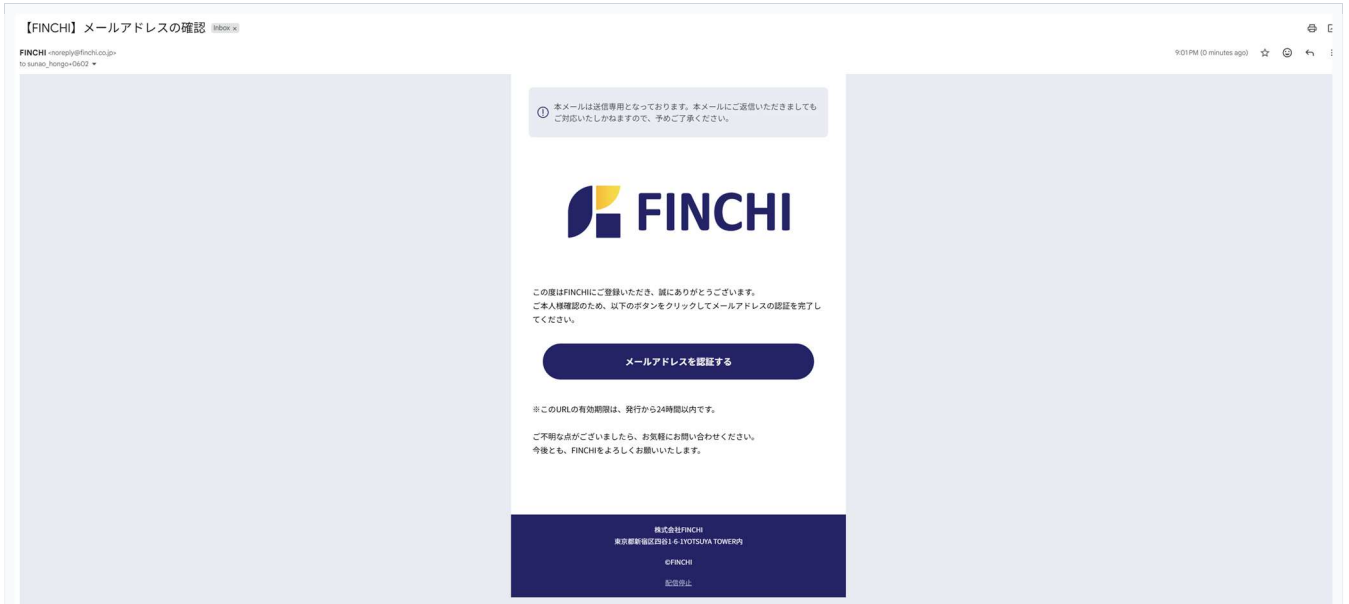 【FINCHI】メールアドレスの確認 Inbox ×
FINCHI <noreply@finchi.co.jp>
9:01 PM (0 minutes ago)
to sunao_hongo+0602
本メールは送信専用となっております。本メールにご返信いただきましても
ご対応いたしかねますので、予めご了承ください。
FINCHI
この度はFINCHIにご登録いただき、誠にありがとうございます。
ご本人様確認のため、以下のボタンをクリックしてメールアドレスの認証を完了し
てください。
メールアドレスを認証する
※このURLの有効期限は、発行から24時間以内です。
ご不明な点がございましたら、お気軽にお問い合わせください。
今後とも、FINCHIをよろしくお願いいたします。
株式会社FINCHI
東京都新宿区四谷1-6-1YOTSUYA TOWER内
©FINCHI
配信停止